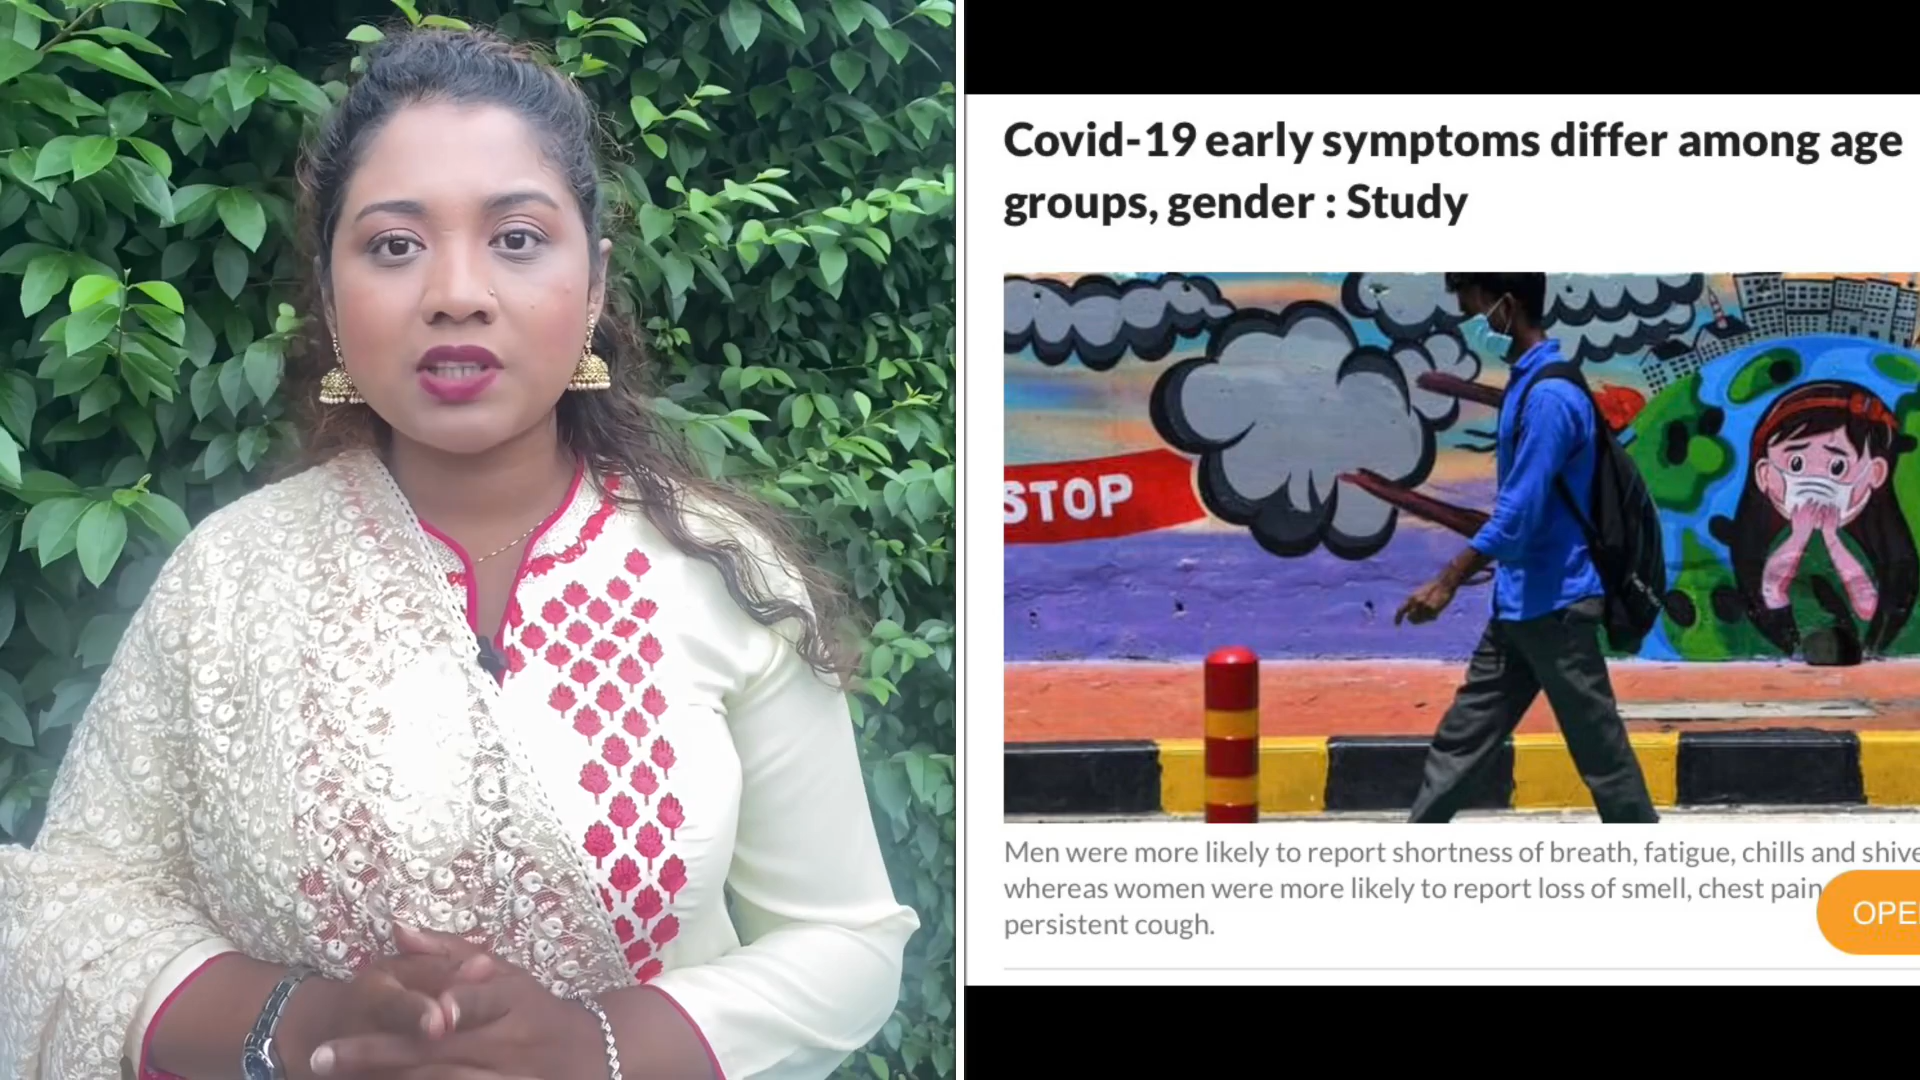 Covid-19 early symptoms differ among age
groups, gender : Study
STOP
Men were more likely to report shortness of breath, fatigue, chills and
whereas women were more likely to report loss of smell, chest pain
persistent cough.